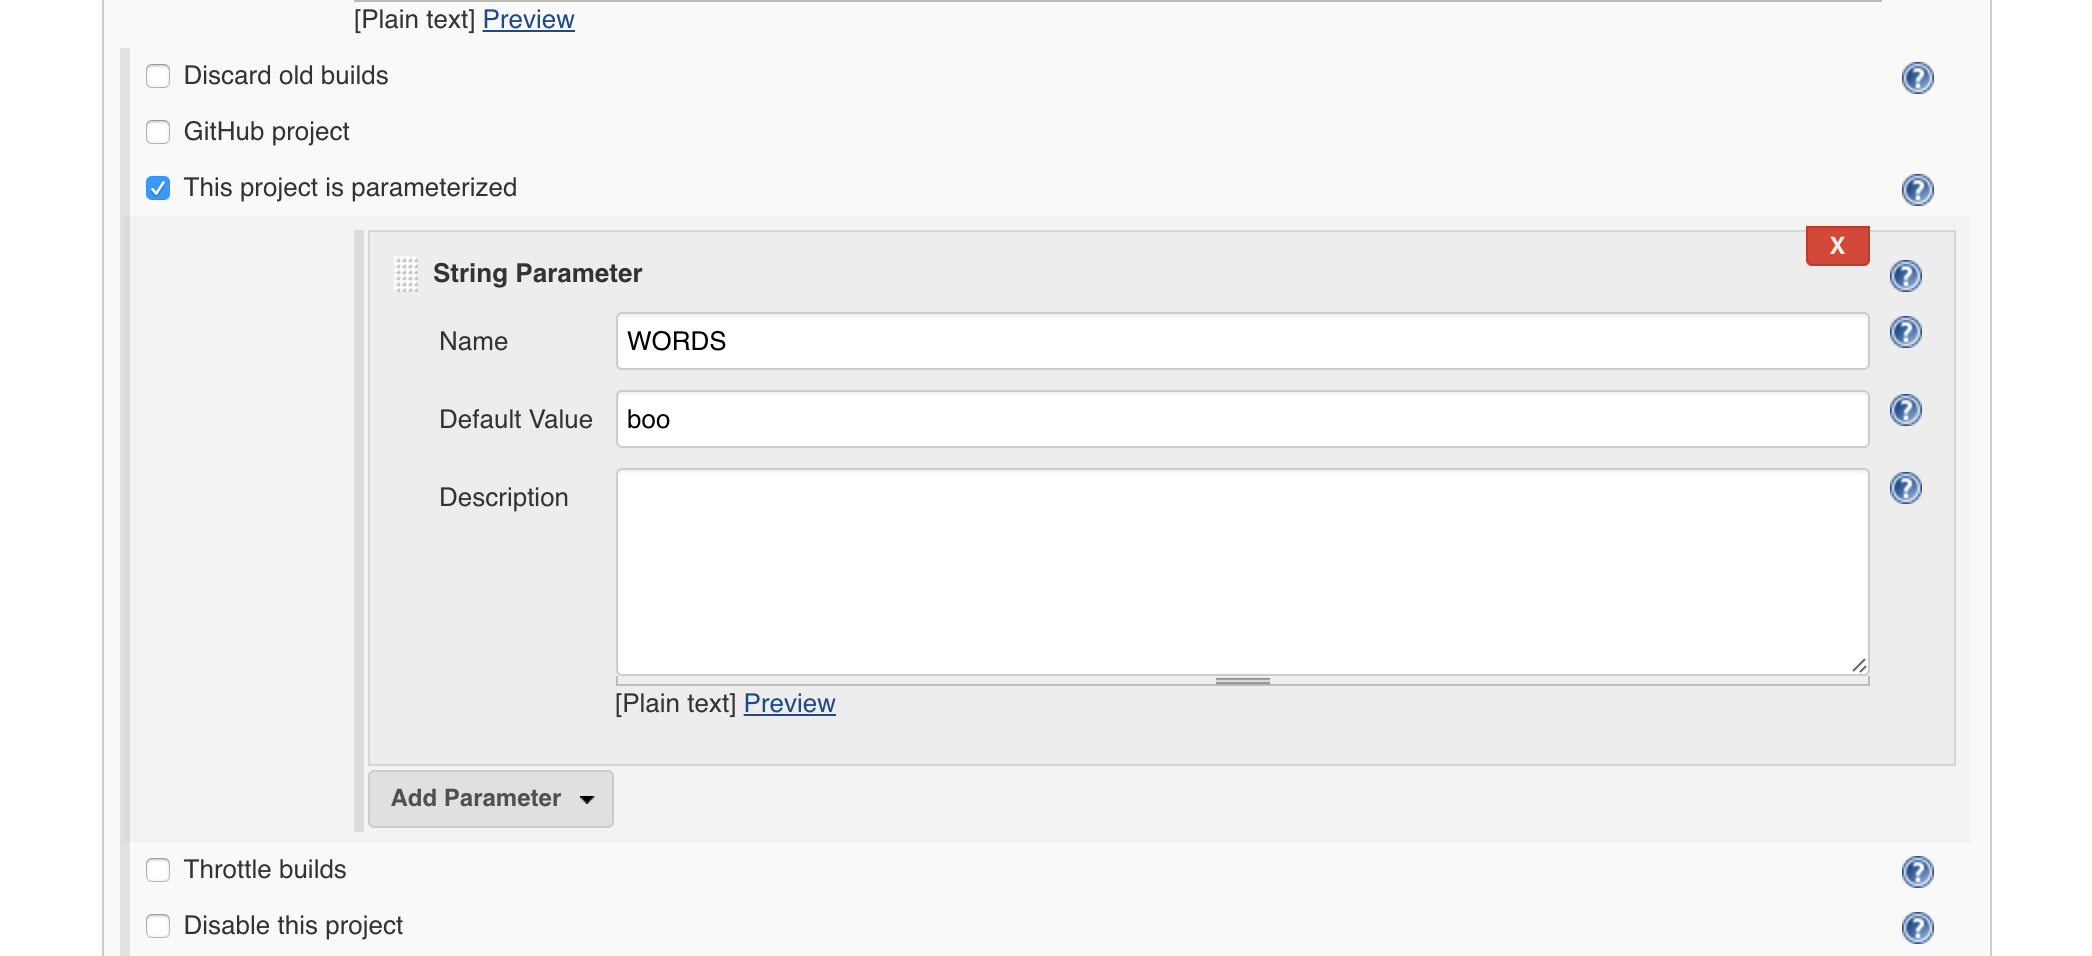 [Plain text] Preview
Discard old builds
GitHub project
This project is parameterized
X
String Parameter
Name WORDS
Default Value boo
Description
[Plain text] Preview
Add Parameter
Throttle builds
Disable this project